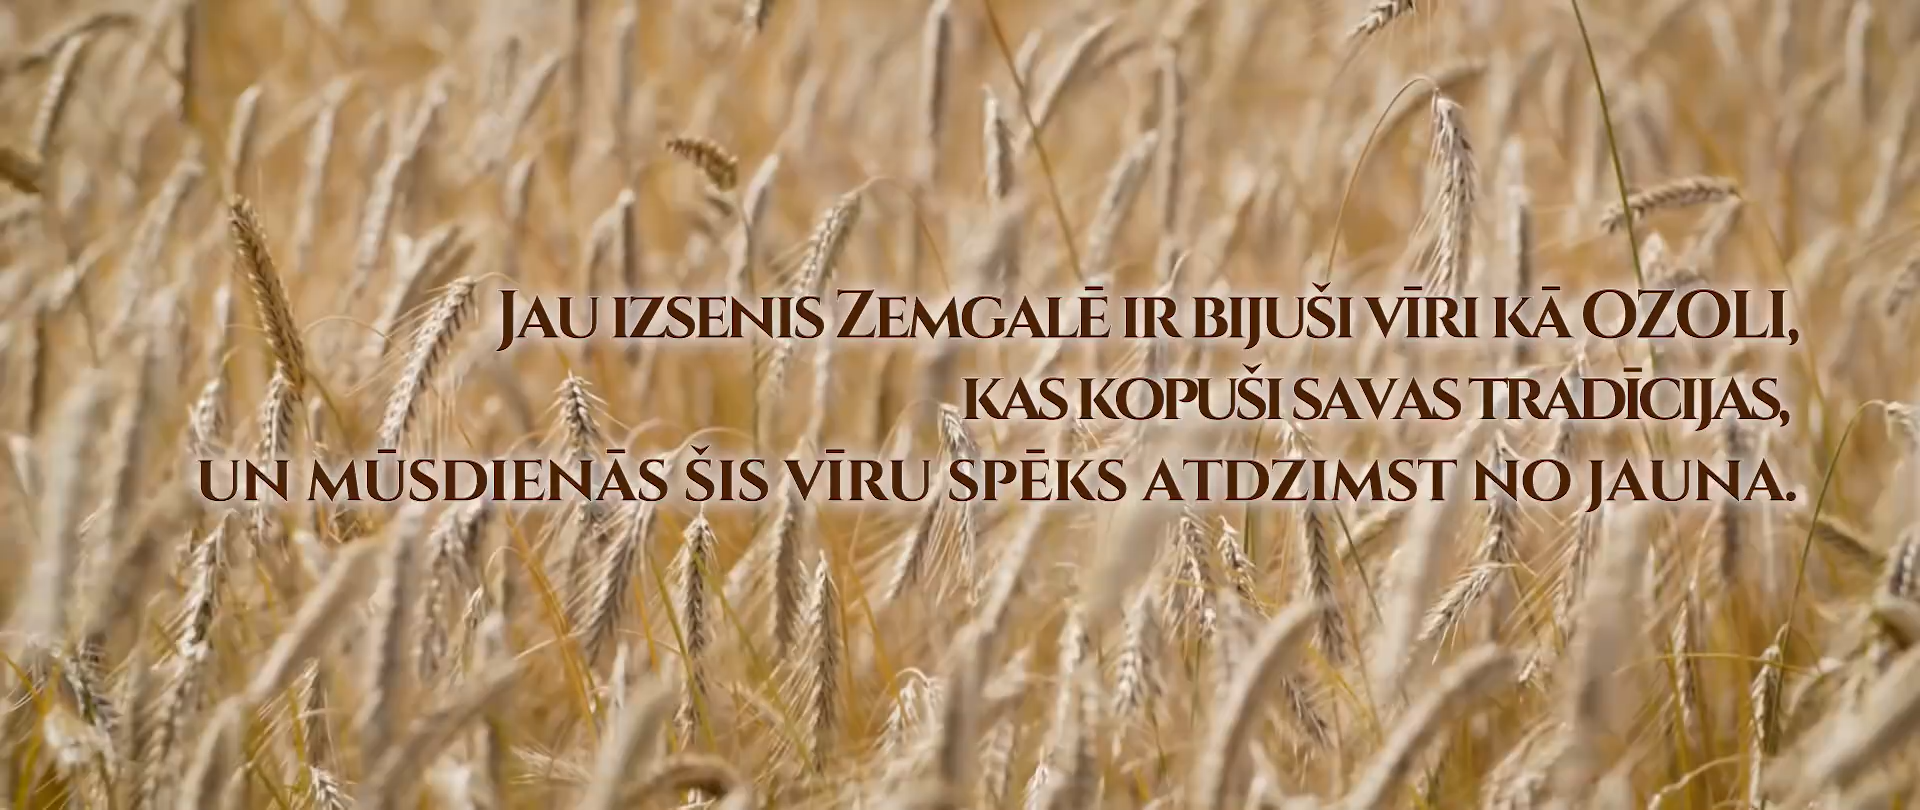 Jau izsenis Zemgalē ir bijuši vīri kā OZOLI,
kas kopuši savas tradīcijas,
un mūsdienās šis vīru spēks atdzimst no jauna.